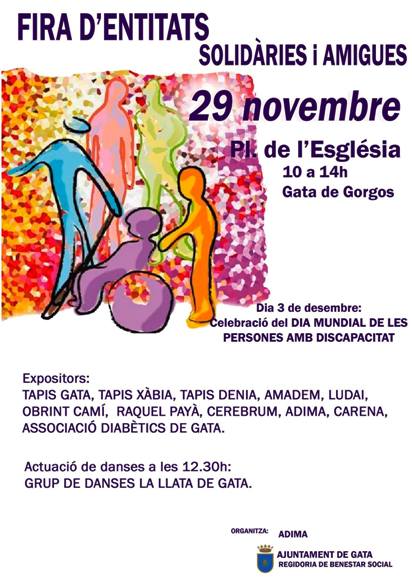 FIRA D'ENTITATS
SOLIDÀRIES i AMIGUES
29 novembre
Pl. de l'Església
10 a 14h
Gata de Gorgos
Dia 3 de desembre:
Celebració del DIA MUNDIAL DE LES
PERSONES AMB DISCAPACITAT
Expositors:
TAPIS GATA, TAPIS XÀBIA, TAPIS DENIA, AMADEM, LUDAI,
OBRINT CAMÍ, RAQUEL PAYÀ, CEREBRUM, ADIMA, CARENA,
ASSOCIACIÓ DIABÈTICS DE GATA.
Actuació de danses a les 12.30h:
GRUP DE DANSES LA LLATA DE GATA.
ORGANITZA: ADIMA
AJUNTAMENT DE GATA
REGIDORIA DE BENESTAR SOCIAL